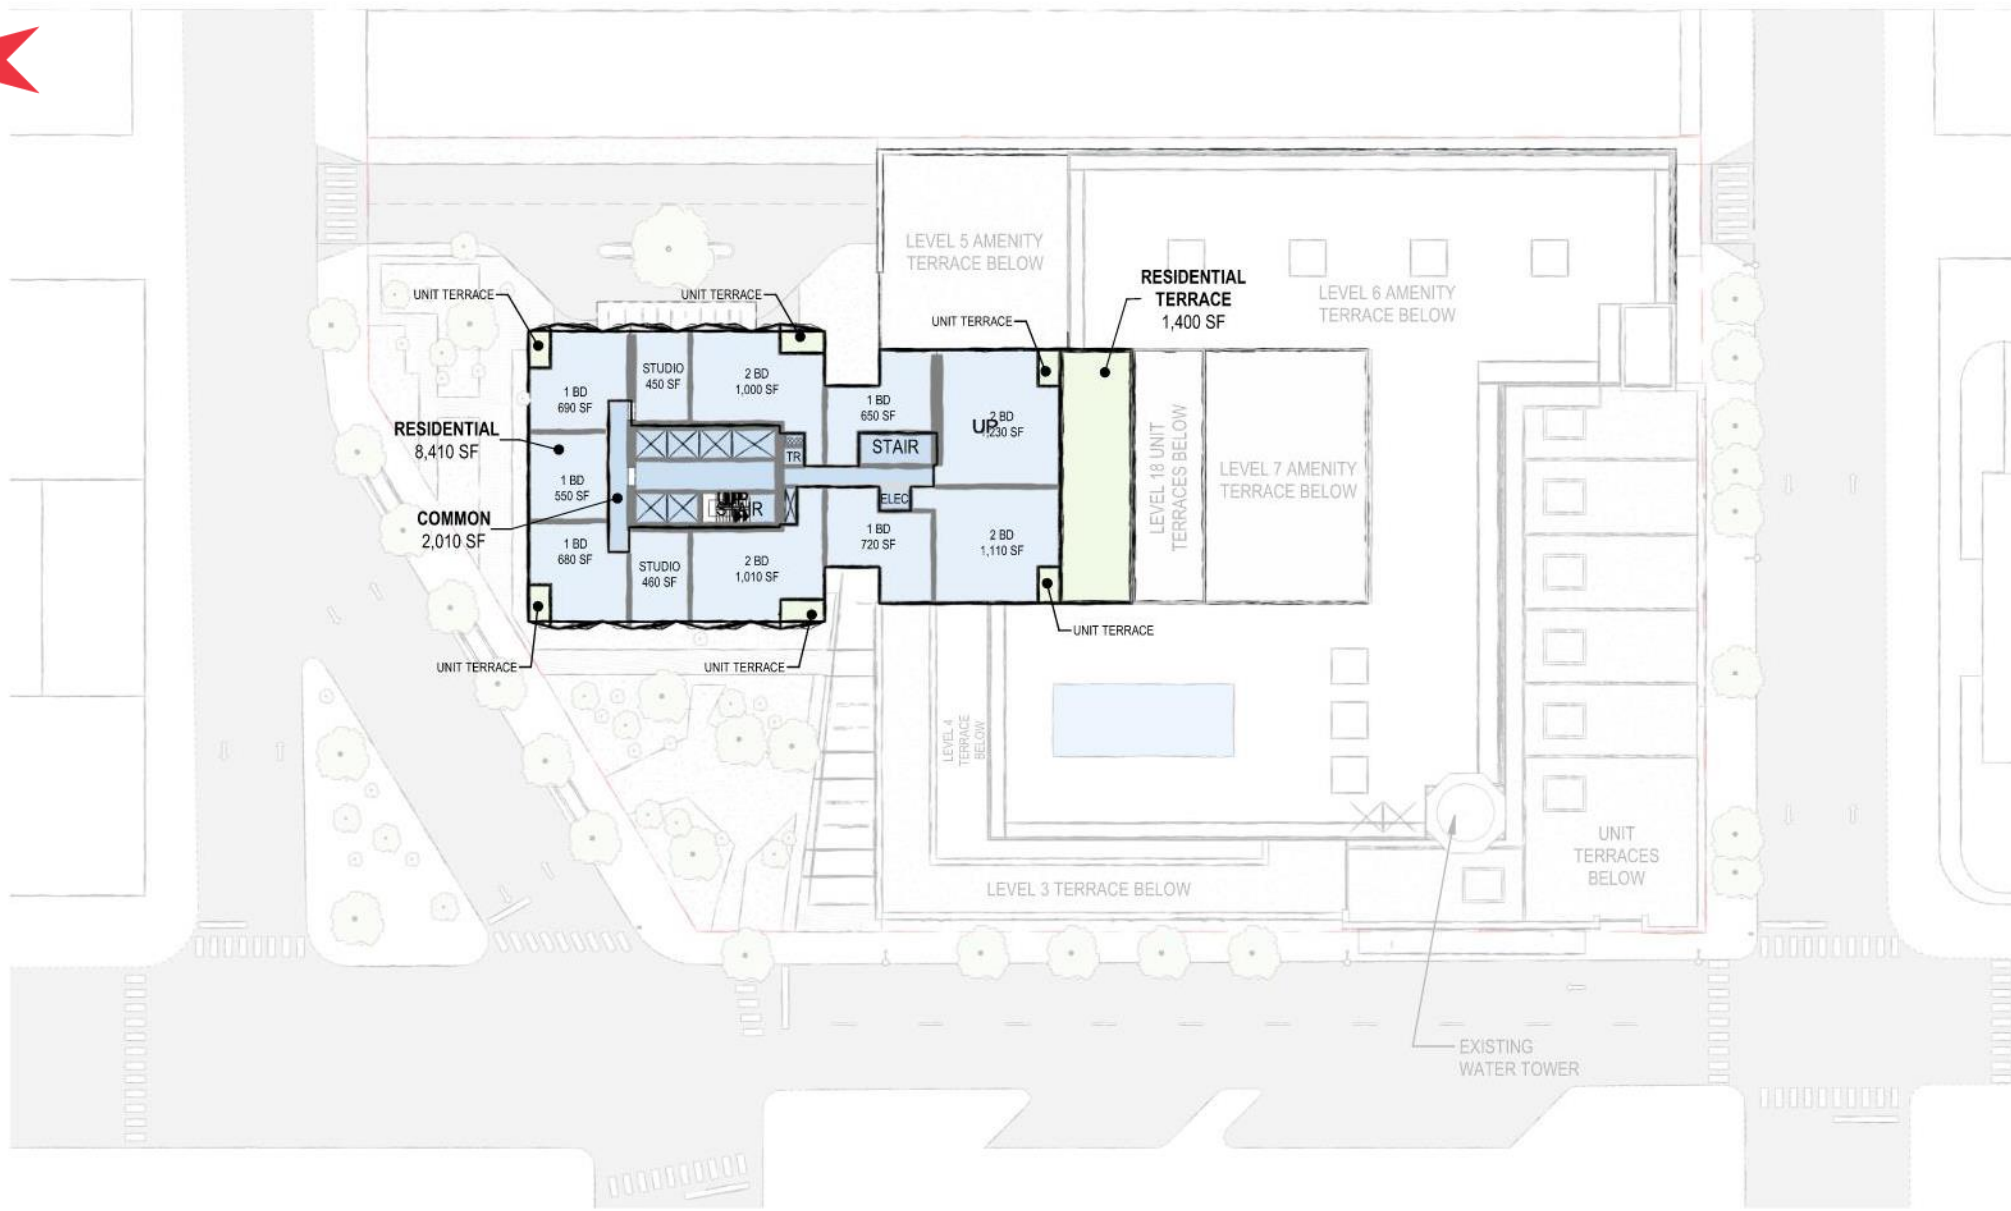 LEVEL 5 AMENITY
TERRACE BELOW
RESIDENTIAL
TERRACE
1,400 SF
LEVEL 6 AMENITY
TERRACE BELOW
UNIT TERRACE
UNIT TERRACE
UNIT TERRACE
STUDIO
450 SF
2 BD
1,000 SF
1 BD
690 SF
1 BD
650 SF
2 BD
UP
RESIDENTIAL
8,410 SF
STAIR
TR
LEVEL 18 UNIT
TERRACES BELOW
LEVEL 7 AMENITY
TERRACE BELOW
1 BD
550 SF
ELEC
STAIR
COMMON
2,010 SF
1 BD
720 SF
2 BD
1,110 SF
1 BD
680 SF
STUDIO
460 SF
2 BD
1,010 SF
UNIT TERRACE
UNIT TERRACE
UNIT TERRACE
LEVEL 4
TERRACE
BELOW
UNIT
TERRACES
BELOW
LEVEL 3 TERRACE BELOW
EXISTING
WATER TOWER